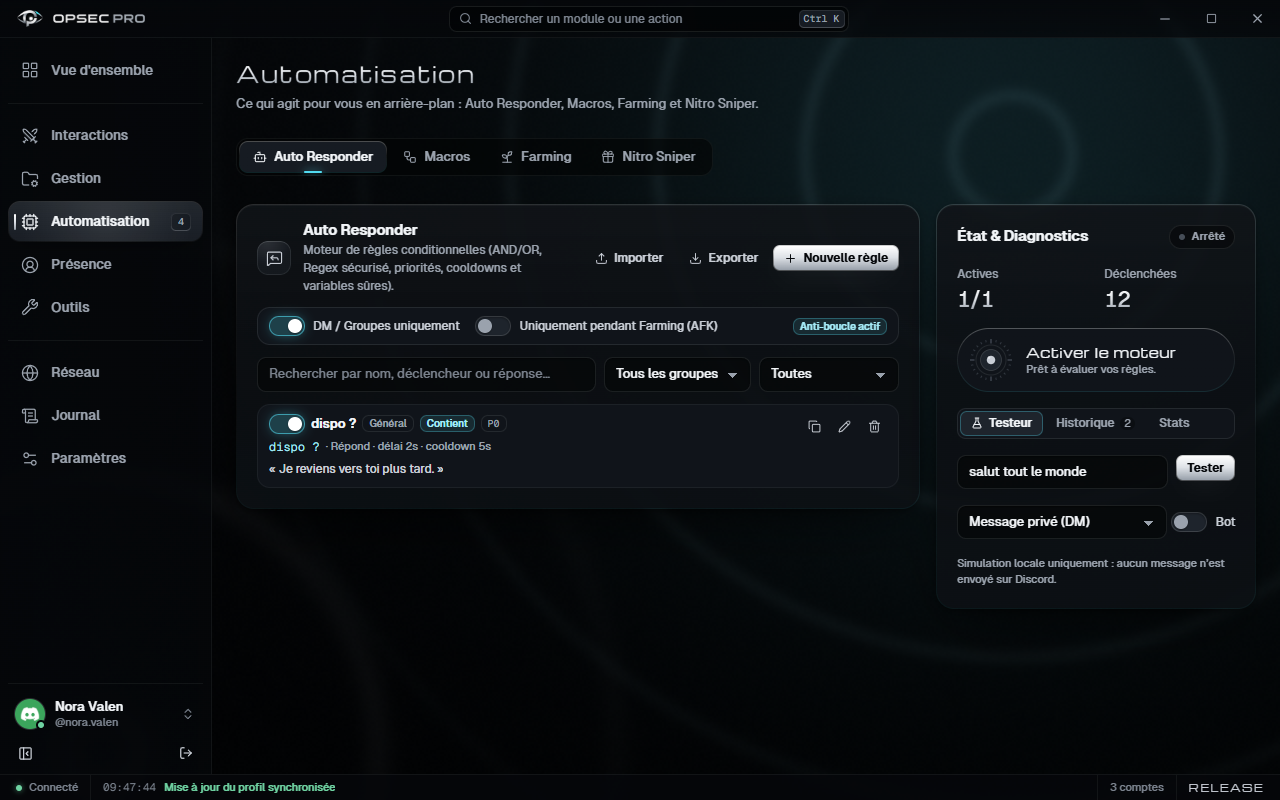 OPSEC PRO
Rechercher un module ou une action
Ctrl K
Vue d'ensemble
Interactions
Gestion
Automatisation
4
Présence
Outils
Réseau
Journal
Paramètres
Nora Valen
@nora.valen
Automatisation
Ce qui agit pour vous en arrière-plan : Auto Responder, Macros, Farming et Nitro Sniper.
Auto Responder
Macros
Farming
Nitro Sniper
Auto Responder
Moteur de règles conditionnelles (AND/OR,
Regex sécurisé, priorités, cooldowns et
variables sûres).
Importer
Exporter
Nouvelle règle
DM / Groupes uniquement
Uniquement pendant Farming (AFK)
Anti-boucle actif
Rechercher par nom, déclencheur ou réponse...
Tous les groupes
Toutes
dispo ?
Général
Contient
P0
dispo ? · Répond · délai 2s · cooldown 5s
« Je reviens vers toi plus tard. »
État & Diagnostics
Arrêté
Actives
Déclenchées
1/1
12
Activer le moteur
Prêt à évaluer vos règles.
Testeur
Historique 2
Stats
salut tout le monde
Tester
Message privé (DM)
Bot
Simulation locale uniquement : aucun message n'est
envoyé sur Discord.
Connecté
09:47:44 Mise à jour du profil synchronisée
3 comptes
RELEASE